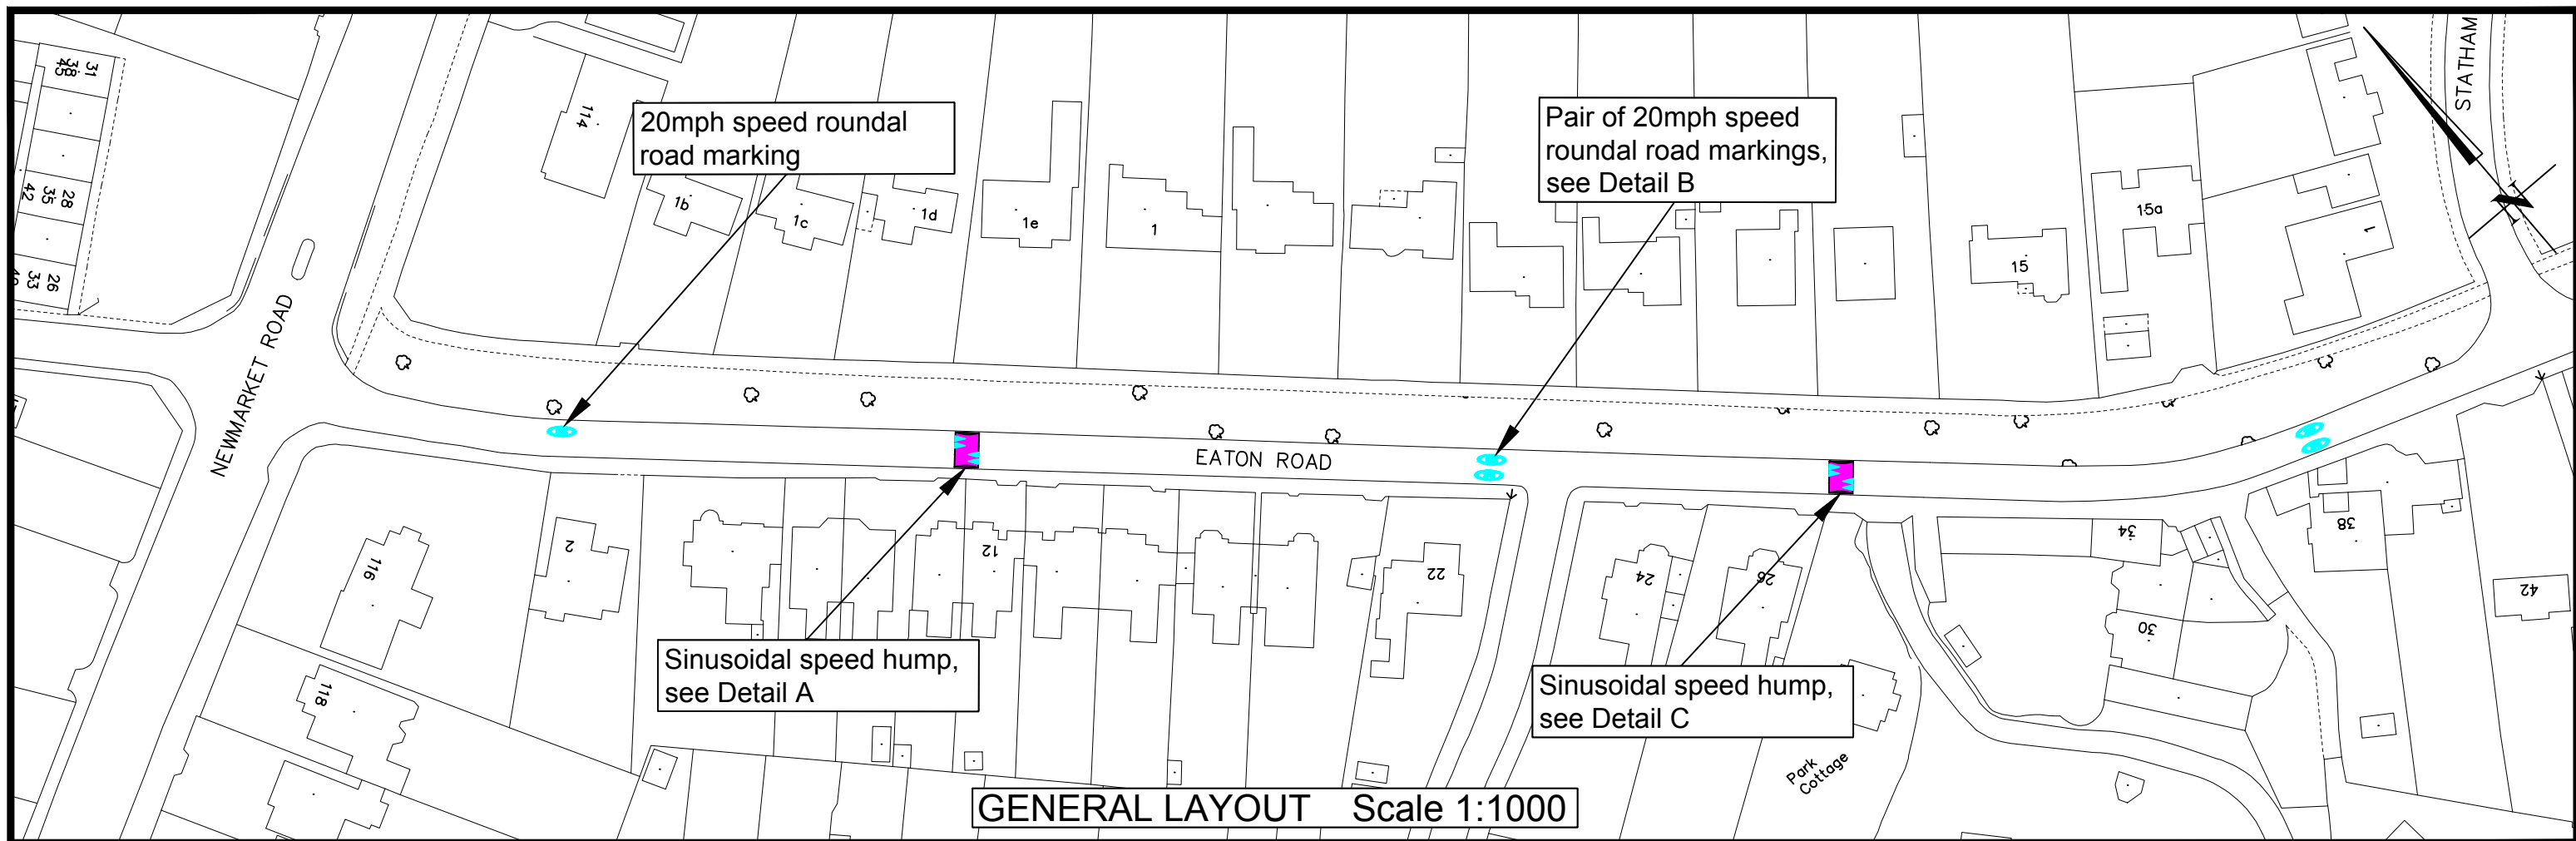 31
38
45
28
35
42
26
33
114
20mph speed roundal
road marking
1b
1c
1d
1e
1
Pair of 20mph speed
roundal road markings,
see Detail B
15
15a
1
STATHAM
N
NEWMARKET ROAD
EATON ROAD
116
118
2
12
22
24
26
34
30
38
42
Sinusoidal speed hump,
see Detail A
Sinusoidal speed hump,
see Detail C
Park
Cottage
GENERAL LAYOUT Scale 1:1000